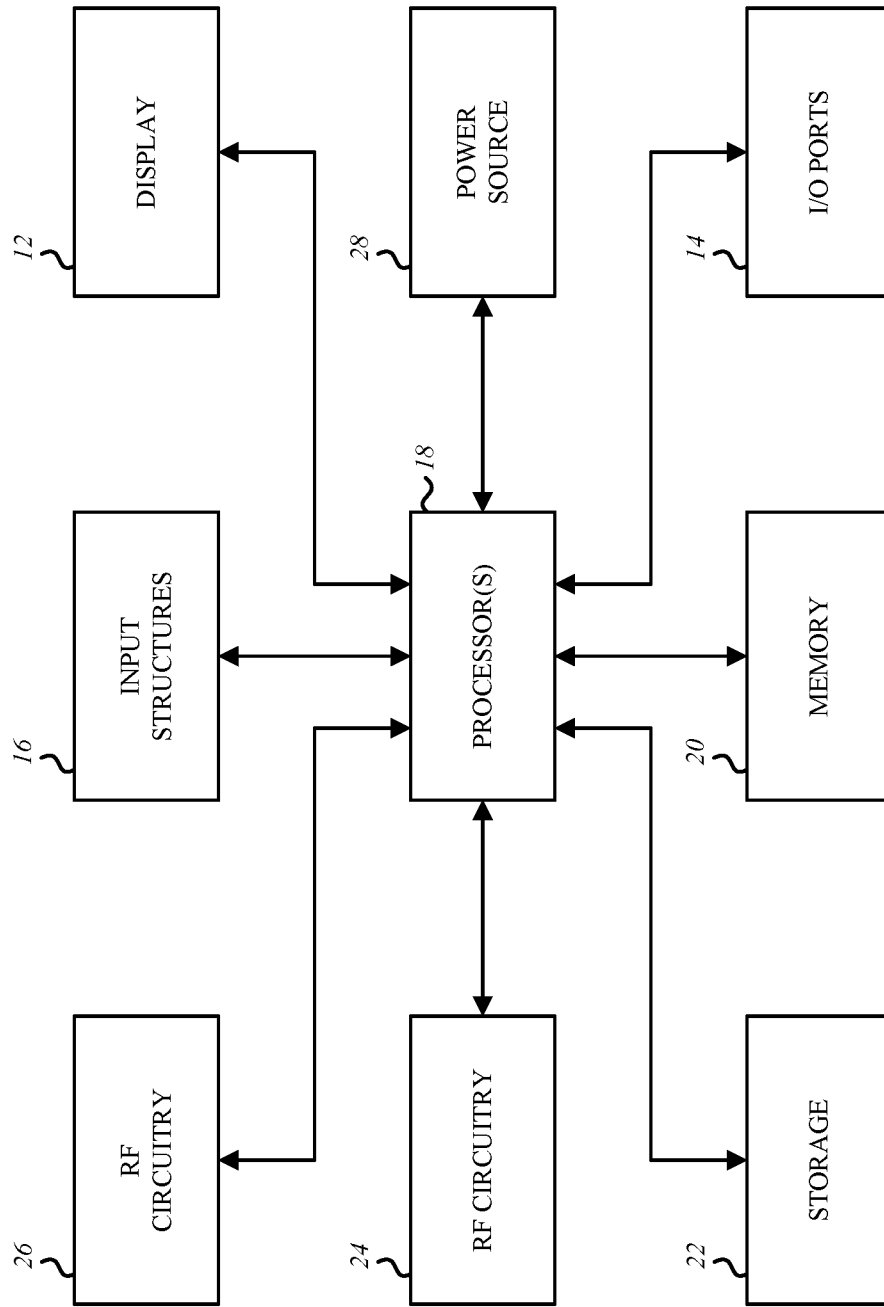 26
RF
CIRCUITRY
16
INPUT
STRUCTURES
12
DISPLAY
24
RF CIRCUITRY
18
PROCESSOR(S)
28
POWER
SOURCE
22
STORAGE
20
MEMORY
14
I/O PORTS